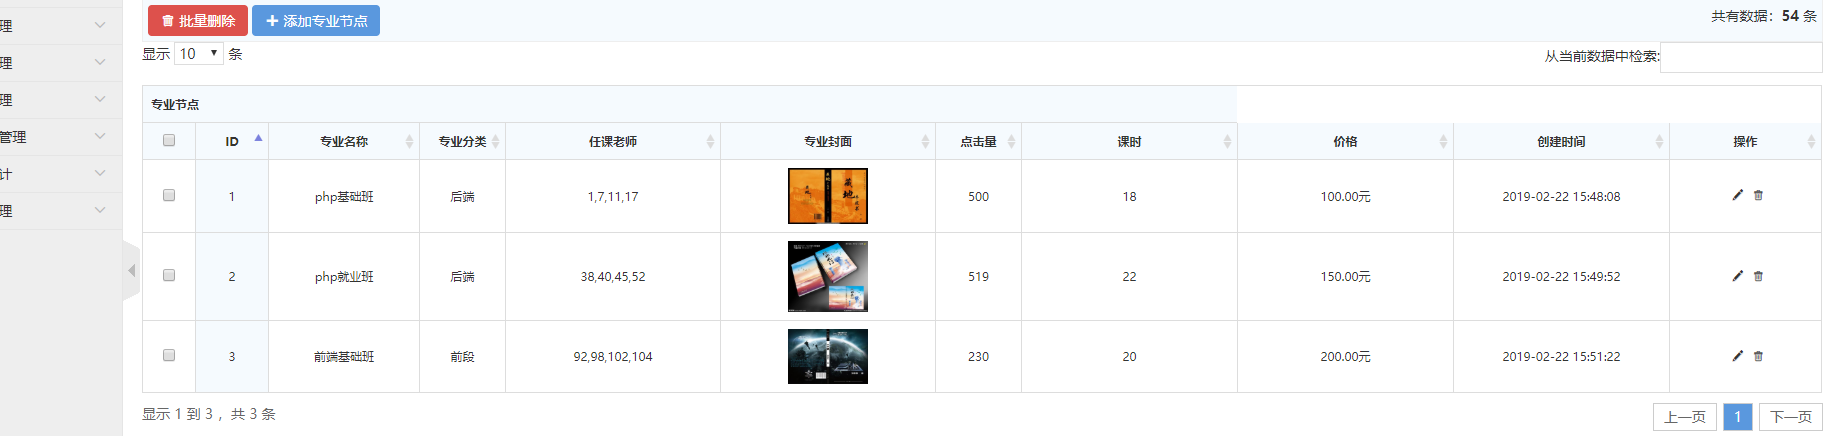 批量删除 添加专业节点 共有数据：54 条
理
显示 10 条 从当前数据中检索:
理
理
专业节点
管理
ID 专业名称 专业分类 任课老师 专业封面 点击量 课时 价格 创建时间 操作
计
1 php基础班 后端 1,7,11,17 500 18 100.00元 2019-02-22 15:48:08
理
2 php就业班 后端 38,40,45,52 519 22 150.00元 2019-02-22 15:49:52
3 前端基础班 前段 92,98,102,104 230 20 200.00元 2019-02-22 15:51:22
显示 1 到 3 ，共 3 条 上一页 1 下一页